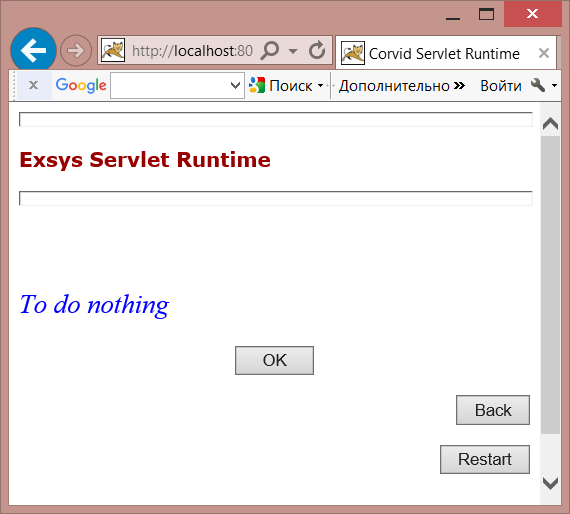 http://localhost:80
Corvid Servlet Runtime
x Google Поиск Дополнительно Войти
Exsys Servlet Runtime
To do nothing
OK
Back
Restart